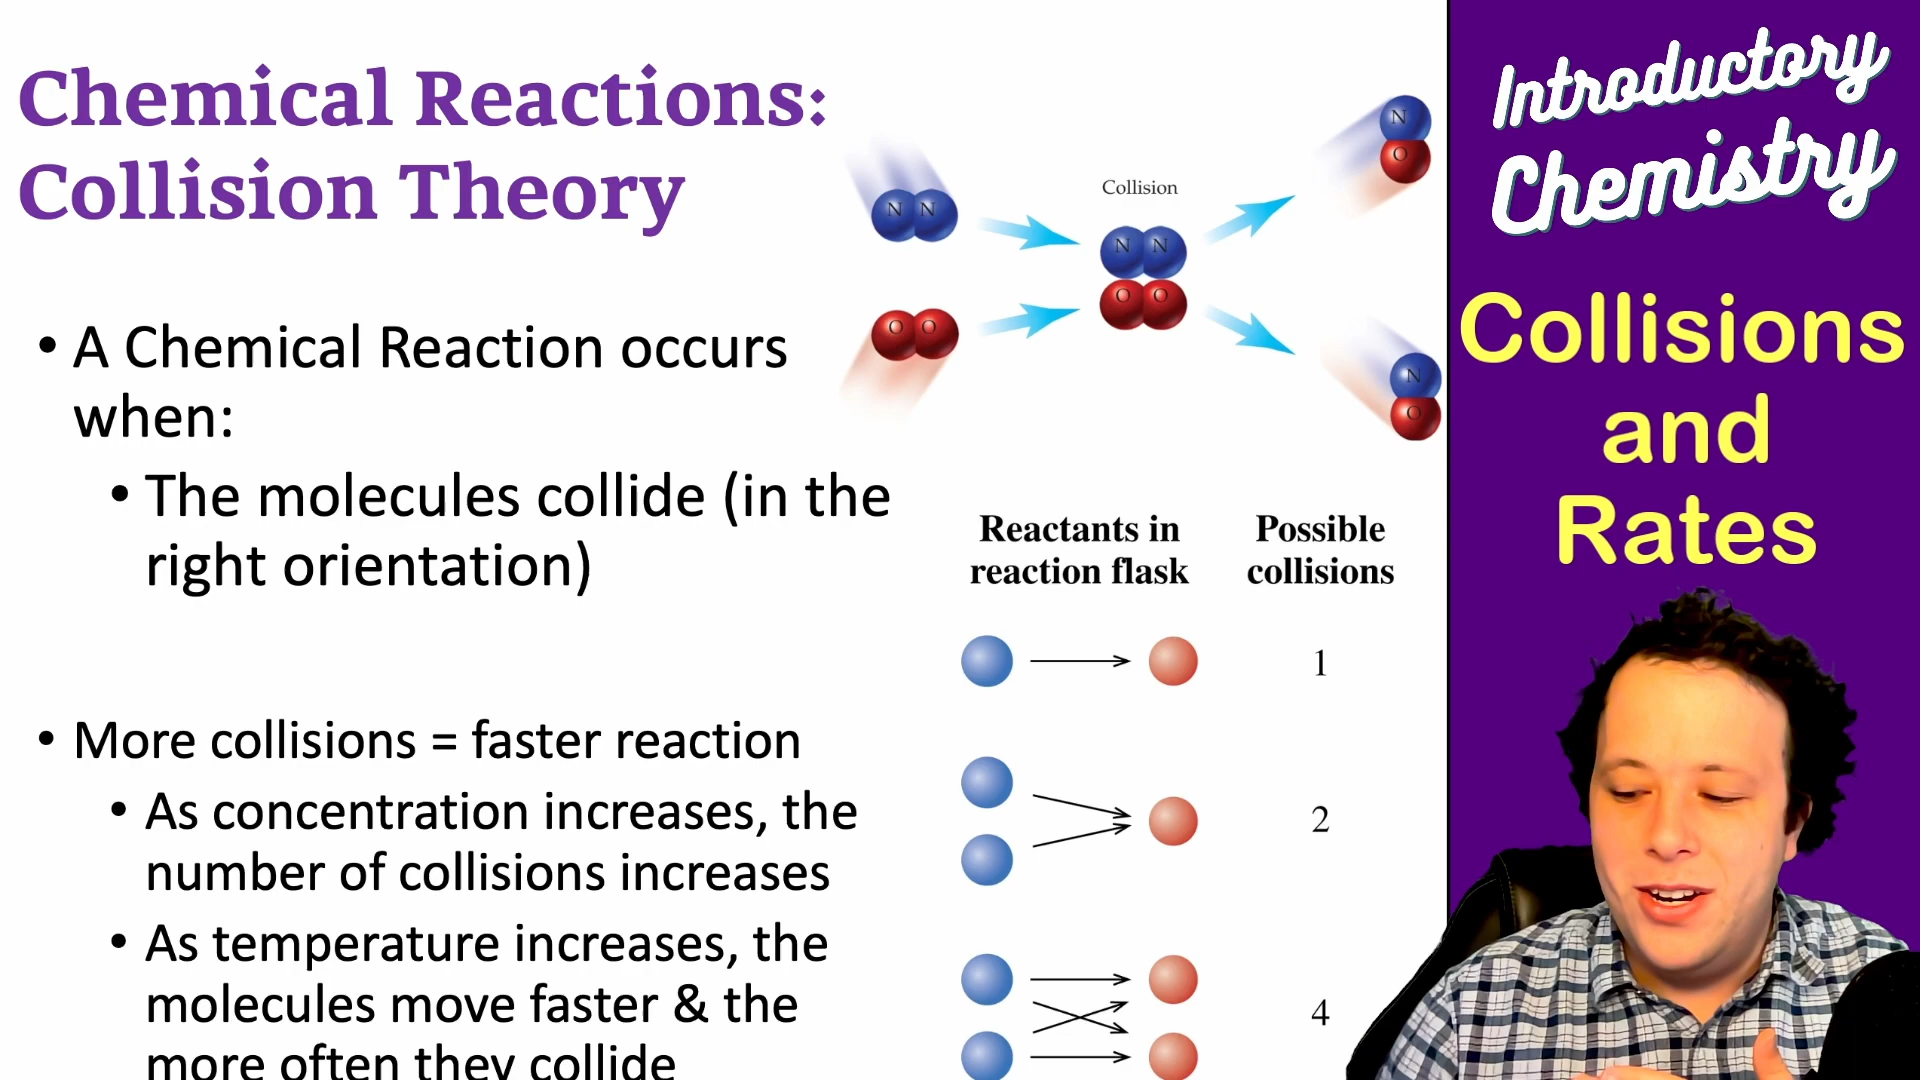 Chemical Reactions:
Collision Theory
• A Chemical Reaction occurs
when:
• The molecules collide (in the
right orientation)
• More collisions = faster reaction
• As concentration increases, the
number of collisions increases
• As temperature increases, the
molecules move faster & the
more often they collide
N N
O O
Collision
N N
O O
N
O
N
O
Reactants in
reaction flask
Possible
collisions
1
2
4
Introductory
Chemistry
Collisions
and
Rates